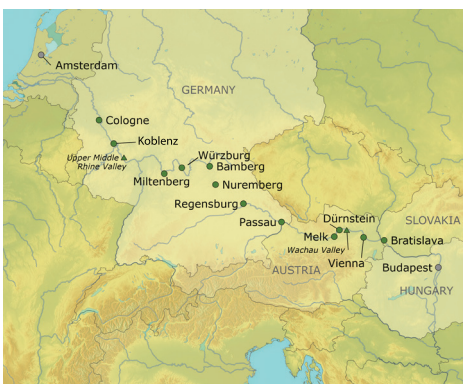 Amsterdam
GERMANY
Cologne
Koblenz
Upper Middle
Rhine Valley
Würzburg
Bamberg
Miltenberg
Nuremberg
Regensburg
Passau
Dürnstein
SLOVAKIA
Melk
Bratislava
Wachau Valley
Vienna
AUSTRIA
Budapest
HUNGARY